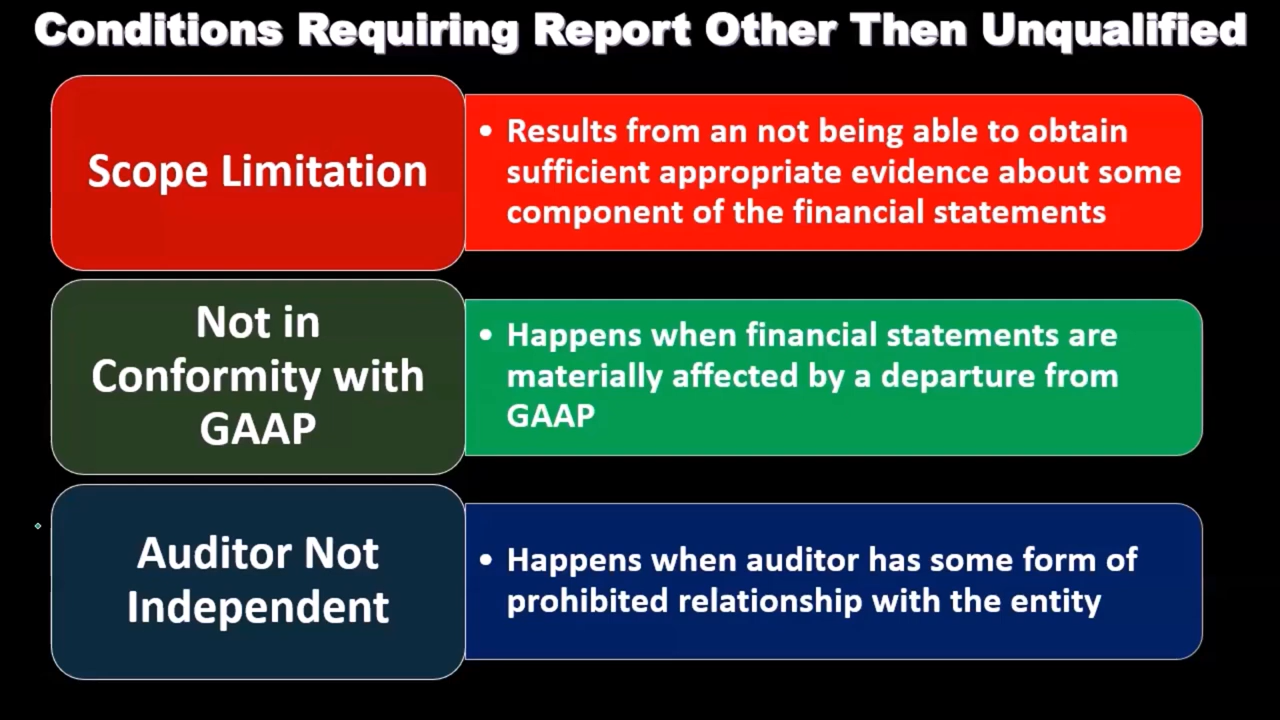 Conditions Requiring Report Other Then Unqualified
Scope Limitation
• Results from an not being able to obtain
sufficient appropriate evidence about some
component of the financial statements
Not in
Conformity with
GAAP
• Happens when financial statements are
materially affected by a departure from
GAAP
Auditor Not
Independent
• Happens when auditor has some form of
prohibited relationship with the entity